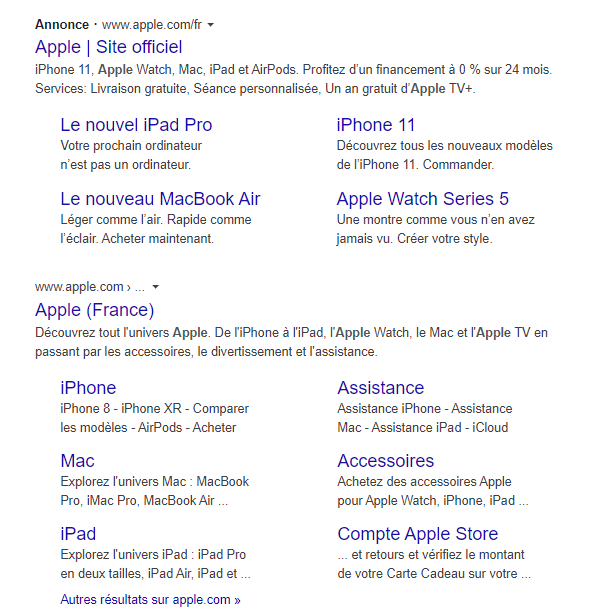 Annonce · www.apple.com/fr
Apple | Site officiel
iPhone 11, Apple Watch, Mac, iPad et AirPods. Profitez d’un financement à 0 % sur 24 mois.
Services: Livraison gratuite, Séance personnalisée, Un an gratuit d’Apple TV+.
Le nouvel iPad Pro
Votre prochain ordinateur
n’est pas un ordinateur.
iPhone 11
Découvrez tous les nouveaux modèles
de l’iPhone 11. Commander.
Le nouveau MacBook Air
Léger comme l’air. Rapide comme
l’éclair. Acheter maintenant.
Apple Watch Series 5
Une montre comme vous n’en avez
jamais vu. Créer votre style.
www.apple.com › ...
Apple (France)
Découvrez tout l'univers Apple. De l'iPhone à l'iPad, l'Apple Watch, le Mac et l'Apple TV en
passant par les accessoires, le divertissement et l'assistance.
iPhone
iPhone 8 - iPhone XR - Comparer
les modèles - AirPods - Acheter
Assistance
Assistance iPhone - Assistance
Mac - Assistance iPad - iCloud
Mac
Explorez l'univers Mac : MacBook
Pro, iMac Pro, MacBook Air ...
Accessoires
Achetez des accessoires Apple
pour Apple Watch, iPhone, iPad ...
iPad
Explorez l'univers iPad : iPad Pro
en deux tailles, iPad Air, iPad et ...
Compte Apple Store
... et retours et vérifiez le montant
de votre Carte Cadeau sur votre ...
Autres résultats sur apple.com »